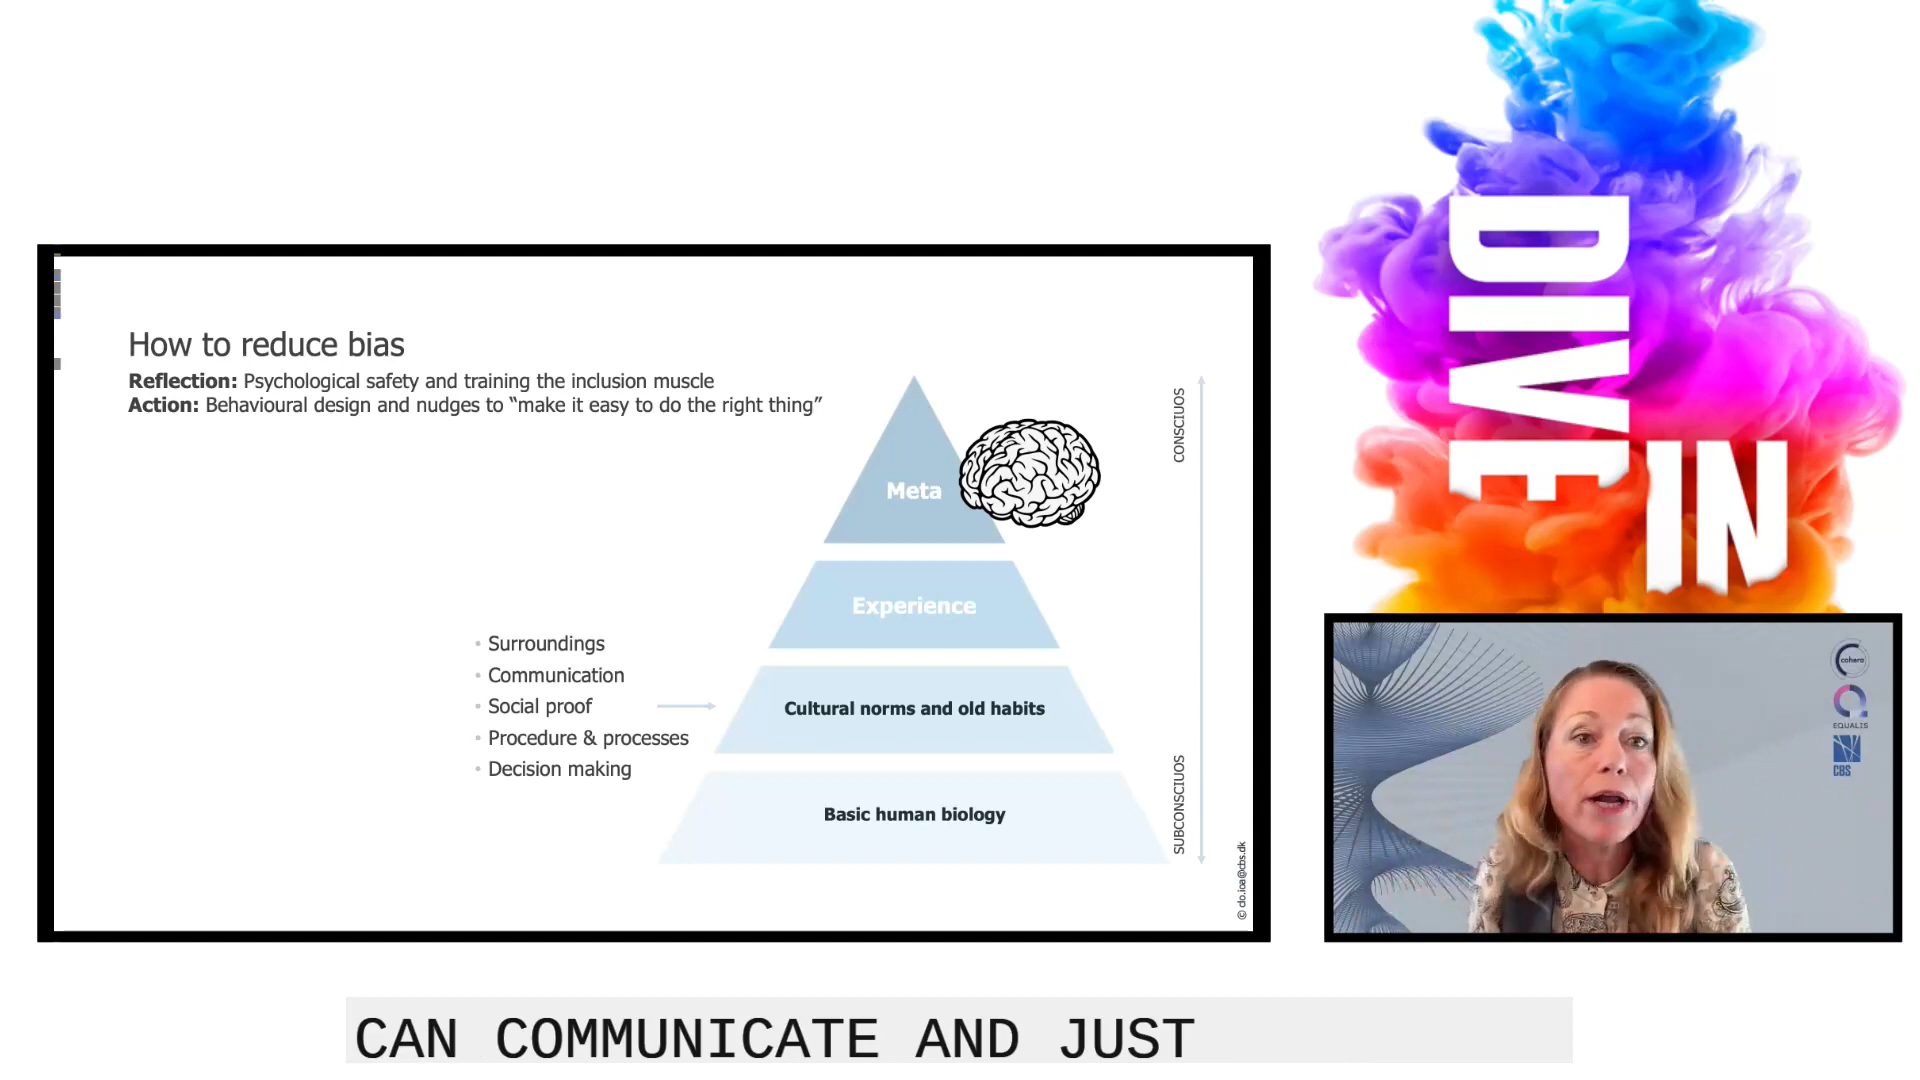 How to reduce bias
Reflection: Psychological safety and training the inclusion muscle
Action: Behavioural design and nudges to “make it easy to do the right thing”
Meta
Experience
• Surroundings
• Communication
• Social proof
• Procedure & processes
• Decision making
Cultural norms and old habits
Basic human biology
CONSCIUOS
SUBCONSCIUOS
© do.ioa@cbs.dk
DIVE
IN
cohera
EQUALIS
CBS
CAN COMMUNICATE AND JUST